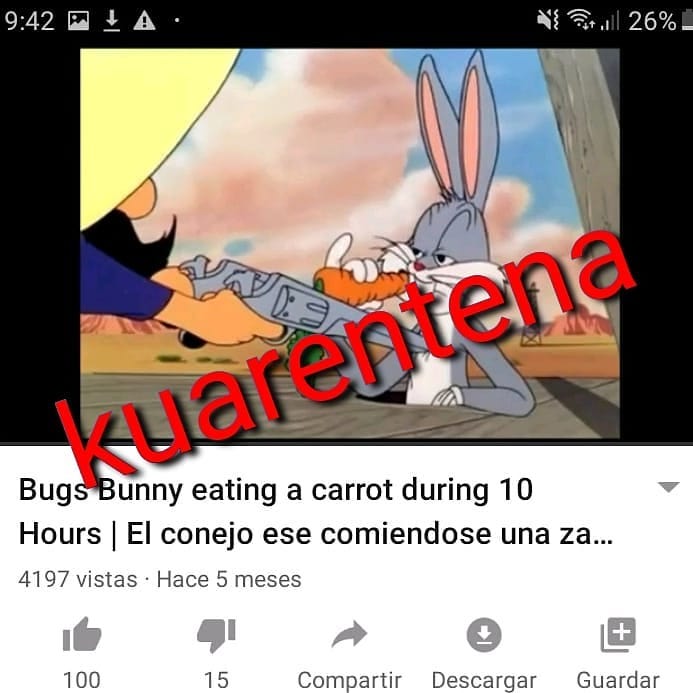 9:42
26%
kuarentena
Bugs Bunny eating a carrot during 10
Hours | El conejo ese comiendose una za...
4197 vistas · Hace 5 meses
100
15
Compartir
Descargar
Guardar